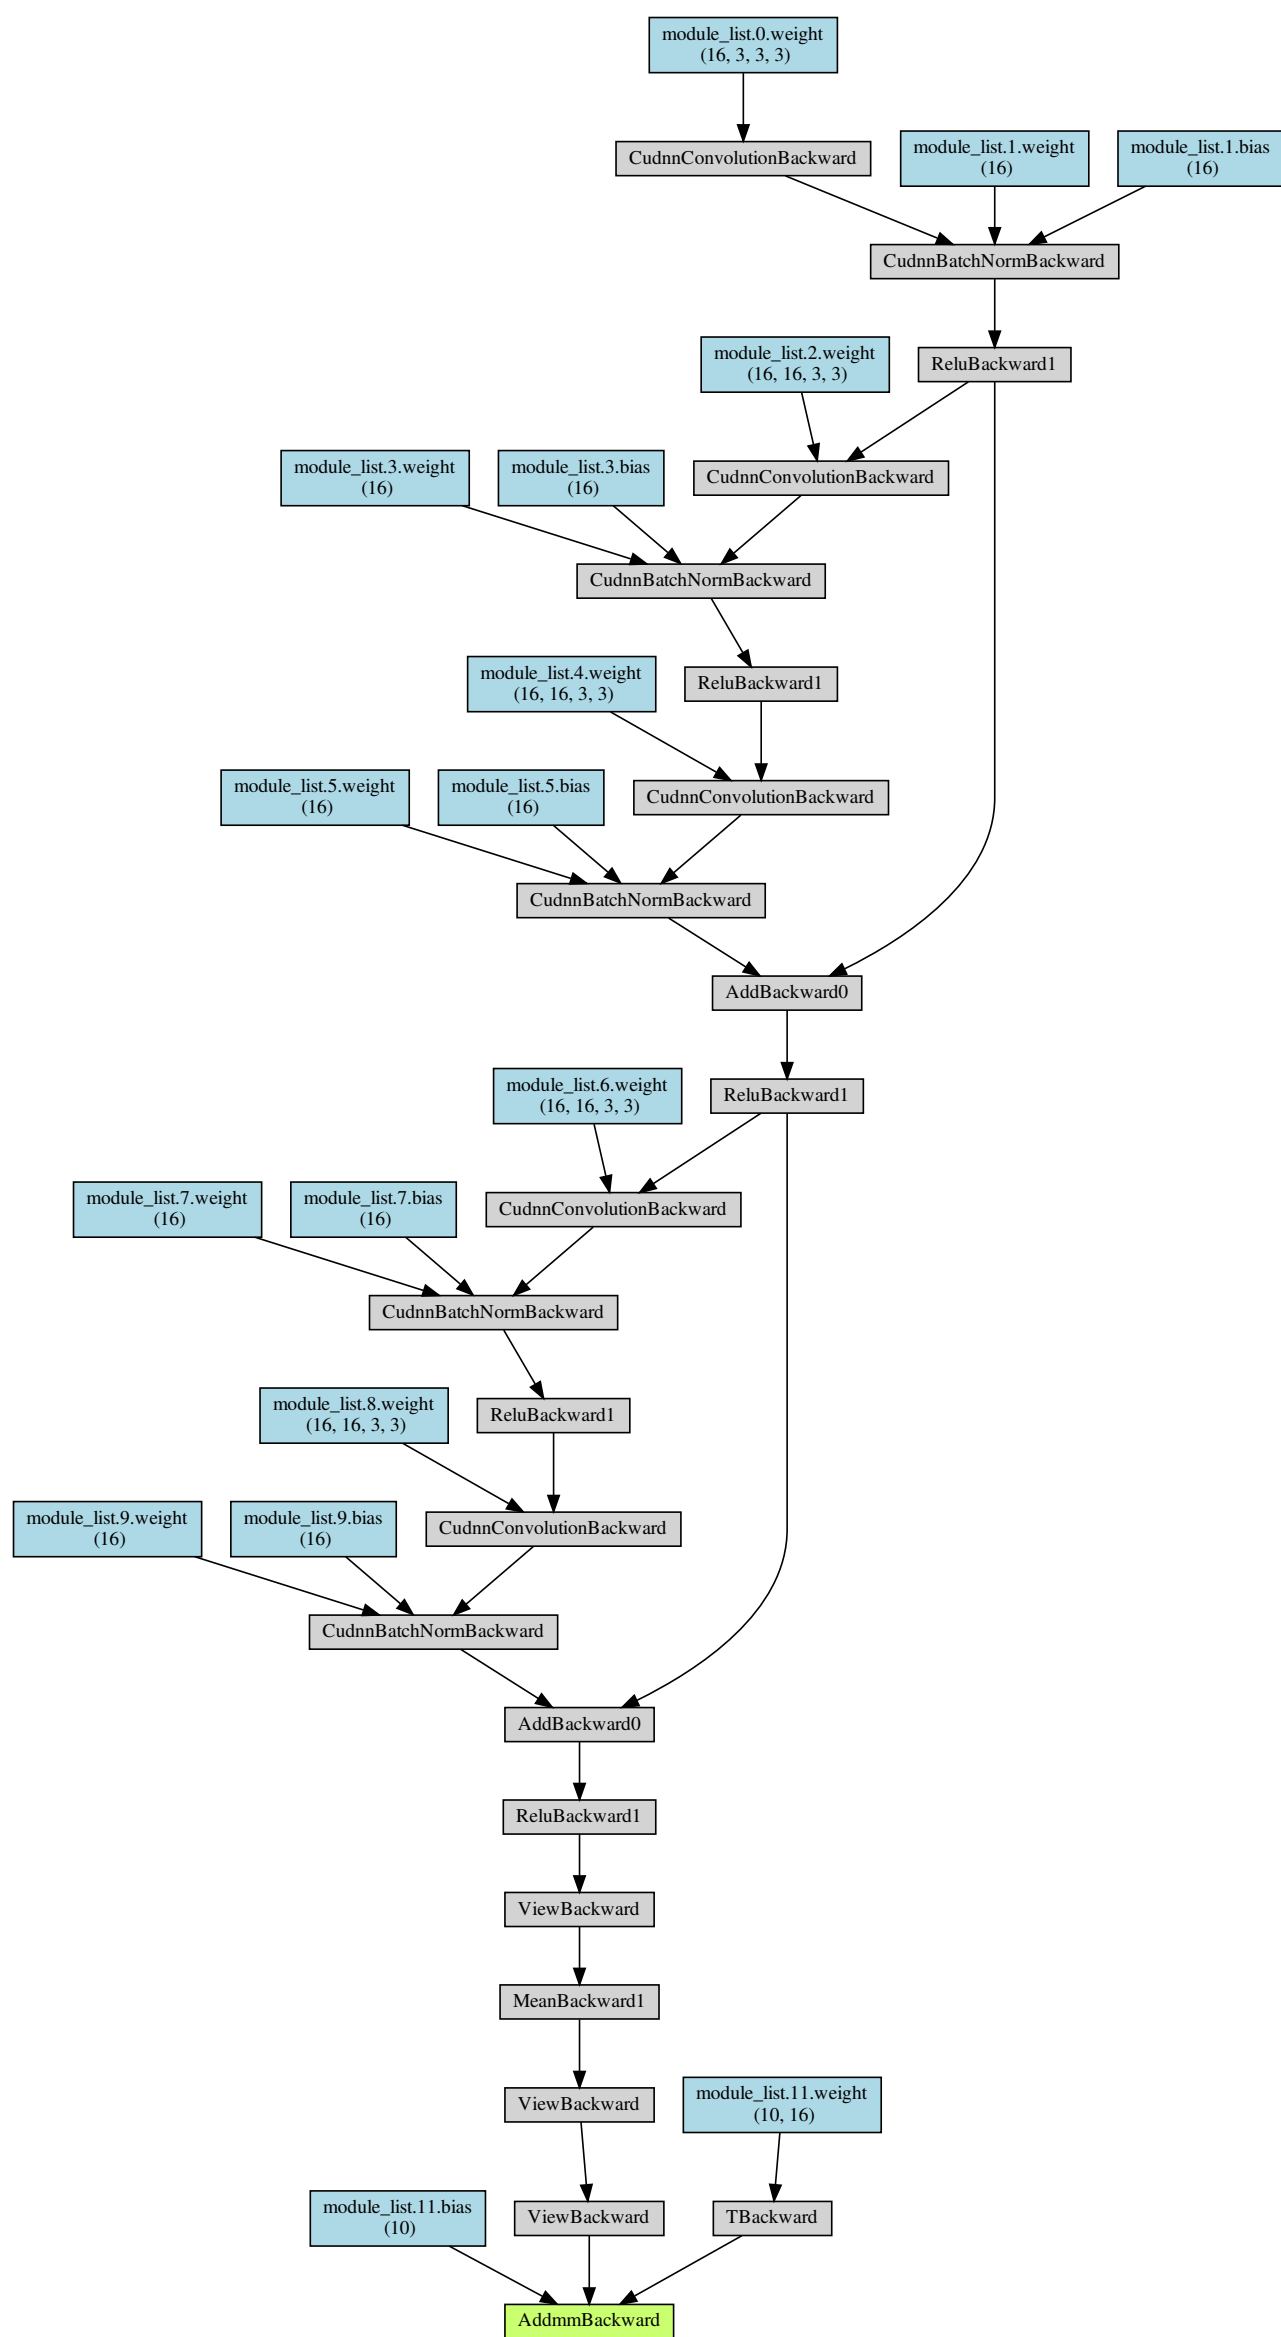 module_list.0.weight
(16, 3, 3, 3)
CudnnConvolutionBackward
module_list.1.weight
(16)
module_list.1.bias
(16)
CudnnBatchNormBackward
module_list.2.weight
(16, 16, 3, 3)
ReluBackward1
module_list.3.weight
(16)
module_list.3.bias
(16)
CudnnConvolutionBackward
CudnnBatchNormBackward
module_list.4.weight
(16, 16, 3, 3)
ReluBackward1
module_list.5.weight
(16)
module_list.5.bias
(16)
CudnnConvolutionBackward
CudnnBatchNormBackward
AddBackward0
module_list.6.weight
(16, 16, 3, 3)
ReluBackward1
module_list.7.weight
(16)
module_list.7.bias
(16)
CudnnConvolutionBackward
CudnnBatchNormBackward
module_list.8.weight
(16, 16, 3, 3)
ReluBackward1
module_list.9.weight
(16)
module_list.9.bias
(16)
CudnnConvolutionBackward
CudnnBatchNormBackward
AddBackward0
ReluBackward1
ViewBackward
MeanBackward1
ViewBackward
module_list.11.weight
(10, 16)
module_list.11.bias
(10)
ViewBackward
TBackward
AddmmBackward